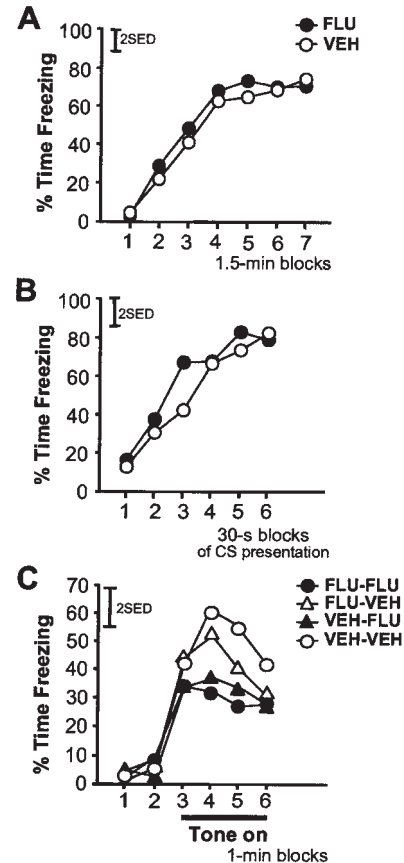 A
FLU
VEH
2SED
% Time Freezing
100
80
60
40
20
0
1 2 3 4 5 6 7
1.5-min blocks
B
2SED
% Time Freezing
100
80
60
40
20
0
1 2 3 4 5 6
30-s blocks
of CS presentation
C
FLU-FLU
FLU-VEH
VEH-FLU
VEH-VEH
2SED
% Time Freezing
70
60
50
40
30
20
10
0
1 2 3 4 5 6
Tone on
1-min blocks